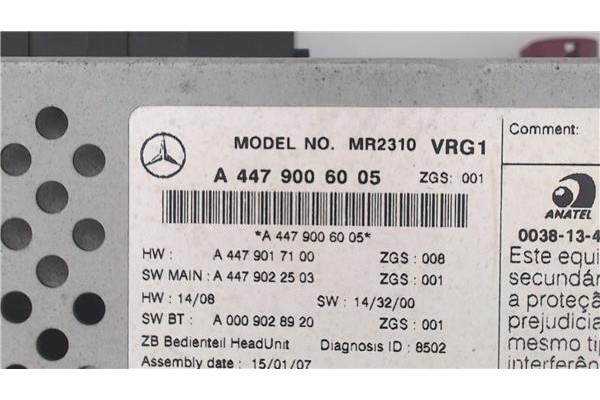 MODEL NO. MR2310 VRG1
A 447 900 60 05 ZGS: 001
*A 447 900 60 05*
HW : A 447 901 71 00 ZGS : 008
SW MAIN : A 447 902 25 03 ZGS : 001
HW : 14/08 SW : 14/32/00
SW BT : A 000 902 89 20 ZGS : 001
ZB Bedienteil HeadUnit Diagnosis ID : 8502
Assembly date : 15/01/07
Comment:
ANATEL
0038-13-4
Este equi
secundár
a proteçã
prejudicia
mesmo tip
interferên